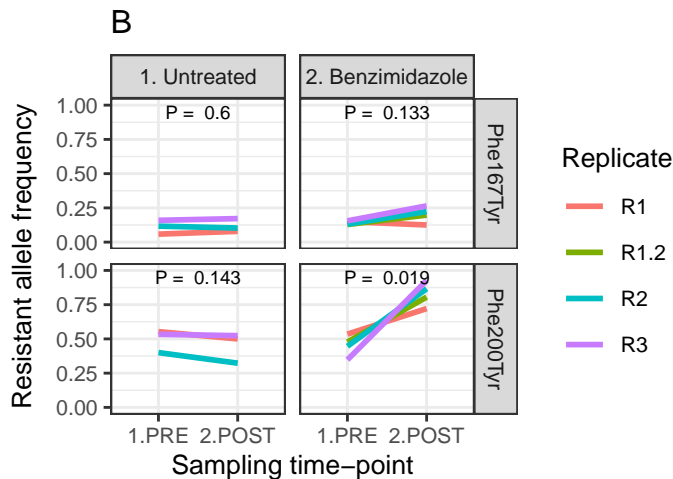 B
1. Untreated
2. Benzimidazole
Resistant allele frequency
1.00
0.75
0.50
0.25
0.00
P = 0.6
P = 0.133
Phe167Tyr
1.00
0.75
0.50
0.25
0.00
P = 0.143
P = 0.019
Phe200Tyr
1.PRE 2.POST
1.PRE 2.POST
Sampling time−point
Replicate
R1
R1.2
R2
R3